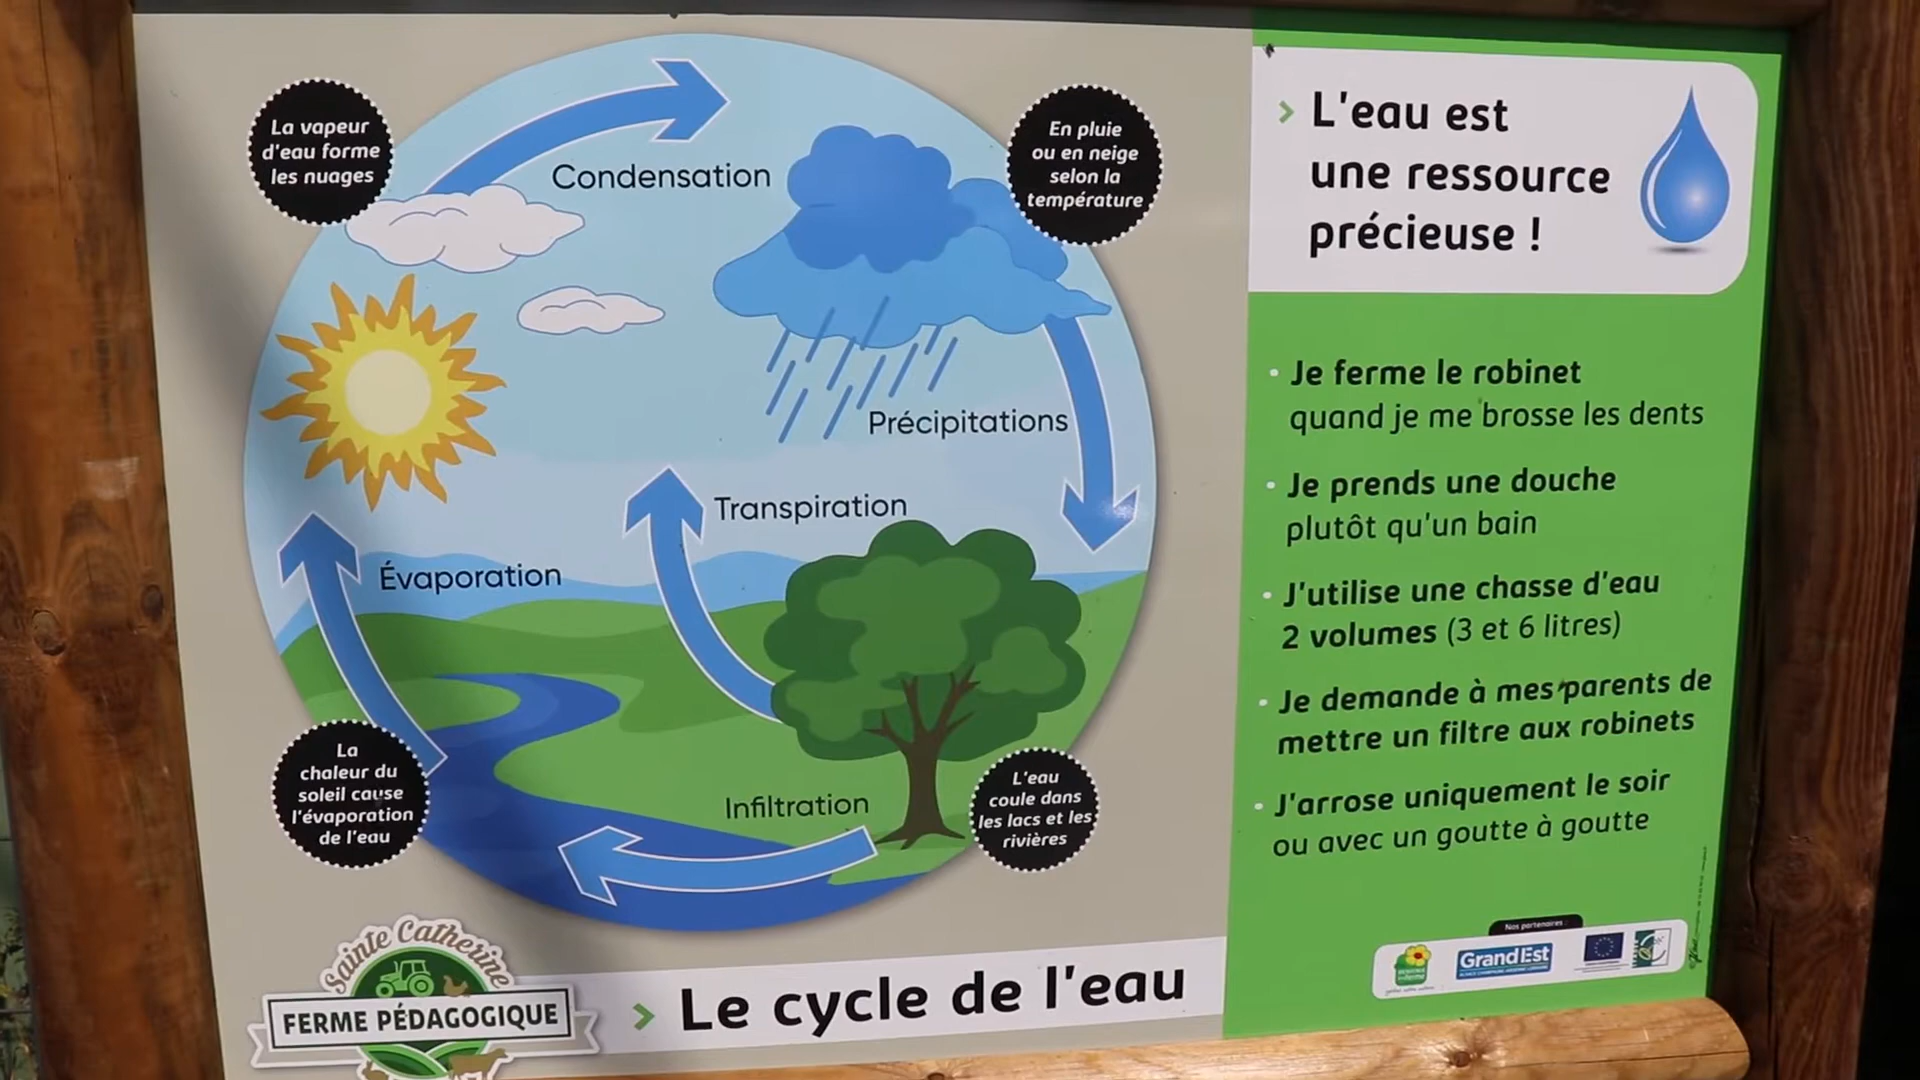 La vapeur
d'eau forme
les nuages
Condensation
En pluie
ou en neige
selon la
température
Précipitations
Transpiration
Évaporation
La
chaleur du
soleil cause
l'évaporation
de l'eau
Infiltration
L'eau
coule dans
les lacs et les
rivières
Sainte Catherine
FERME PÉDAGOGIQUE
> Le cycle de l'eau
> L'eau est
une ressource
précieuse !
• Je ferme le robinet
quand je me brosse les dents
• Je prends une douche
plutôt qu'un bain
• J'utilise une chasse d'eau
2 volumes (3 et 6 litres)
• Je demande à mes parents de
mettre un filtre aux robinets
• J'arrose uniquement le soir
ou avec un goutte à goutte
Nos partenaires
GrandEst